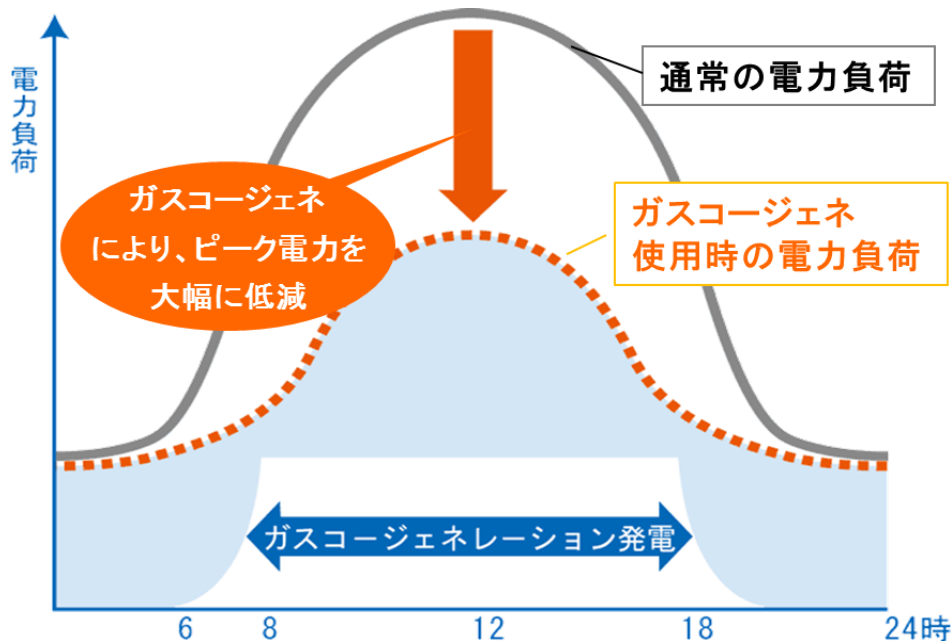 電力負荷
通常の電力負荷
ガスコージェネ
により、ピーク電力を
大幅に低減
ガスコージェネ
使用時の電力負荷
ガスコージェネレーション発電
6 8 12 18 24時